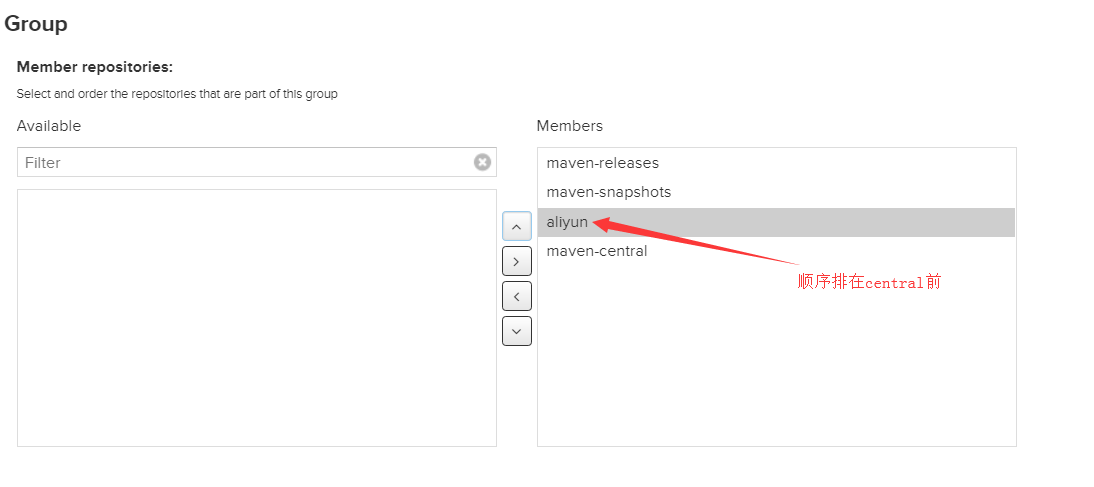 Group
Member repositories:
Select and order the repositories that are part of this group
Available
Members
Filter
maven-releases
maven-snapshots
aliyun
maven-central
顺序排在central前